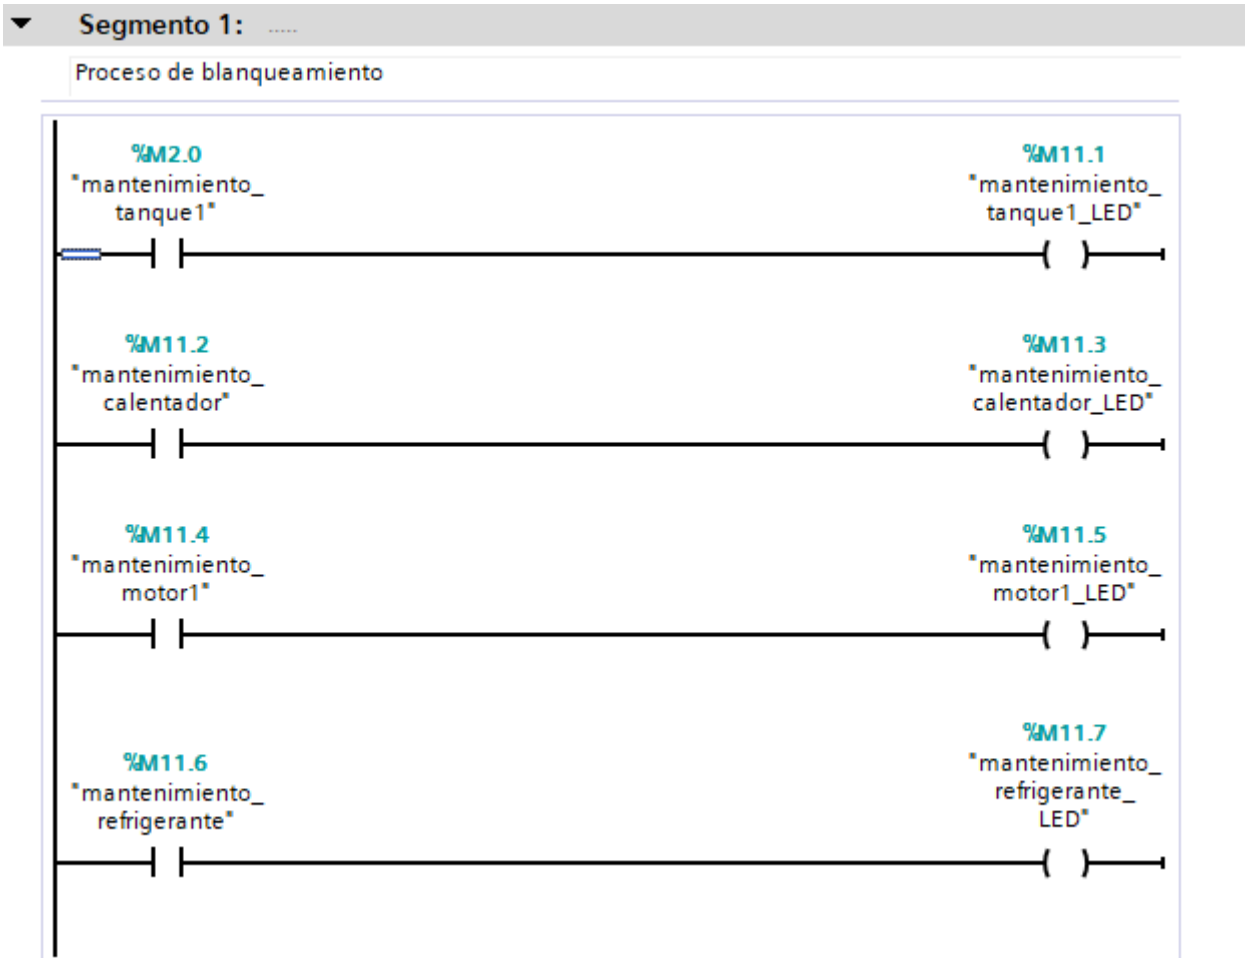 Segmento 1: .....
Proceso de blanqueamiento
%M2.0
"mantenimiento_
tanque1"
%M11.1
"mantenimiento_
tanque1_LED"
%M11.2
"mantenimiento_
calentador"
%M11.3
"mantenimiento_
calentador_LED"
%M11.4
"mantenimiento_
motor1"
%M11.5
"mantenimiento_
motor1_LED"
%M11.6
"mantenimiento_
refrigerante"
%M11.7
"mantenimiento_
refrigerante_
LED"